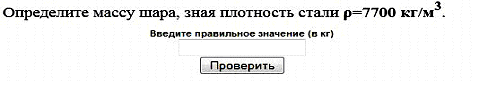 Определите массу шара, зная плотность стали ρ=7700 кг/м³.
Введите правильное значение (в кг)
Проверить